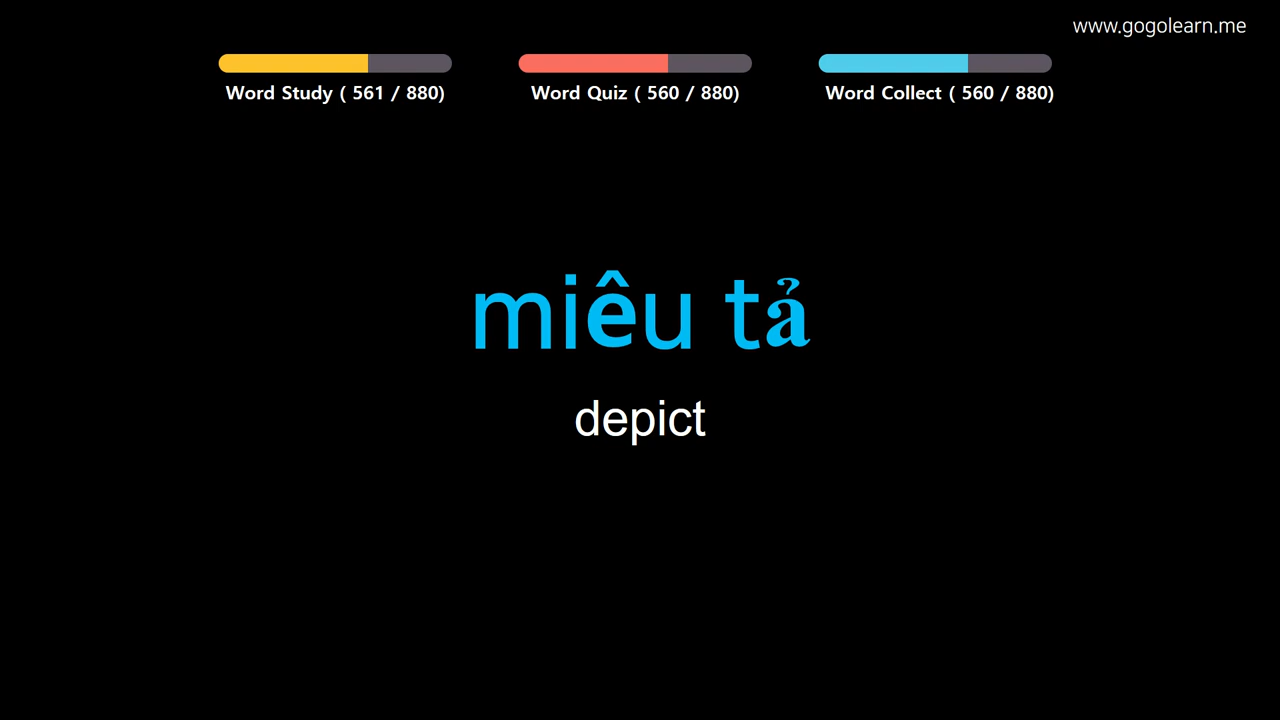 www.gogolearn.me
Word Study ( 561 / 880)
Word Quiz ( 560 / 880)
Word Collect ( 560 / 880)
miêu tả
depict